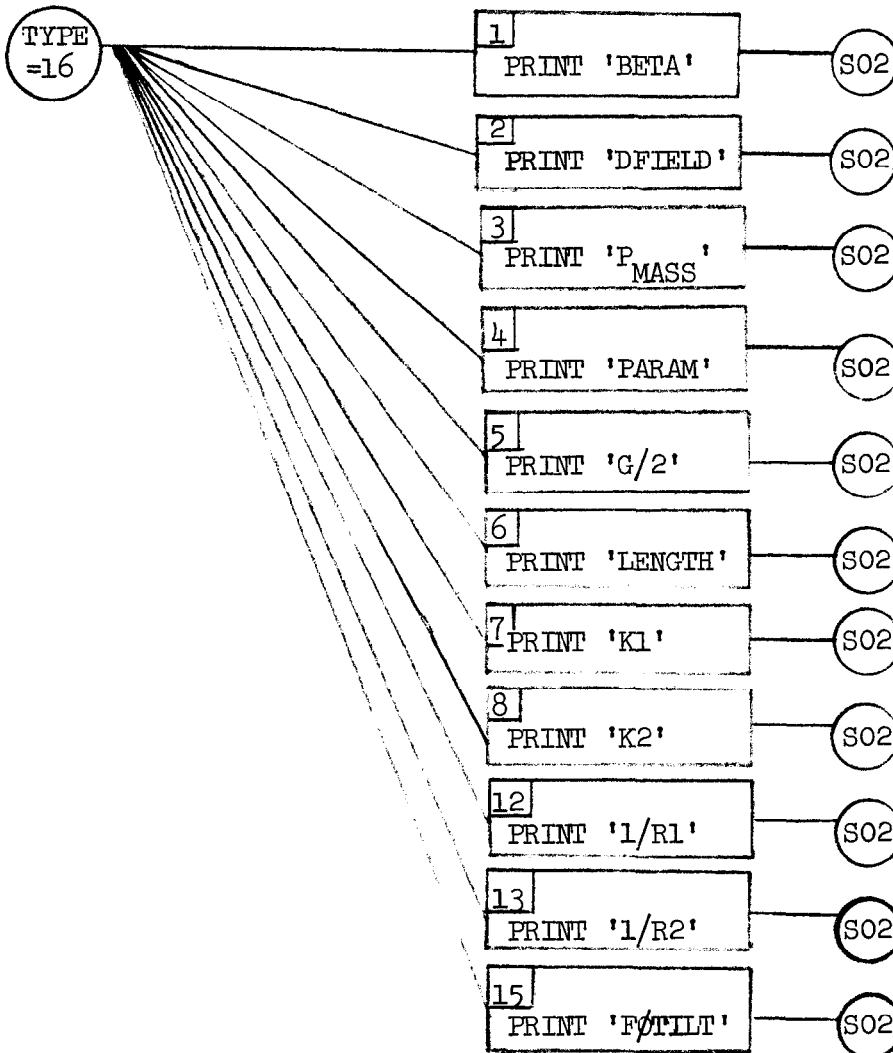 TYPE
=16
1
PRINT 'BETA'
S02
2
PRINT 'DFIELD'
S02
3
PRINT 'P
MASS'
S02
4
PRINT 'PARAM'
S02
5
PRINT 'G/2'
S02
6
PRINT 'LENGTH'
S02
7
PRINT 'K1'
S02
8
PRINT 'K2'
S02
12
PRINT '1/R1'
S02
13
PRINT '1/R2'
S02
15
PRINT 'FØTILT'
S02